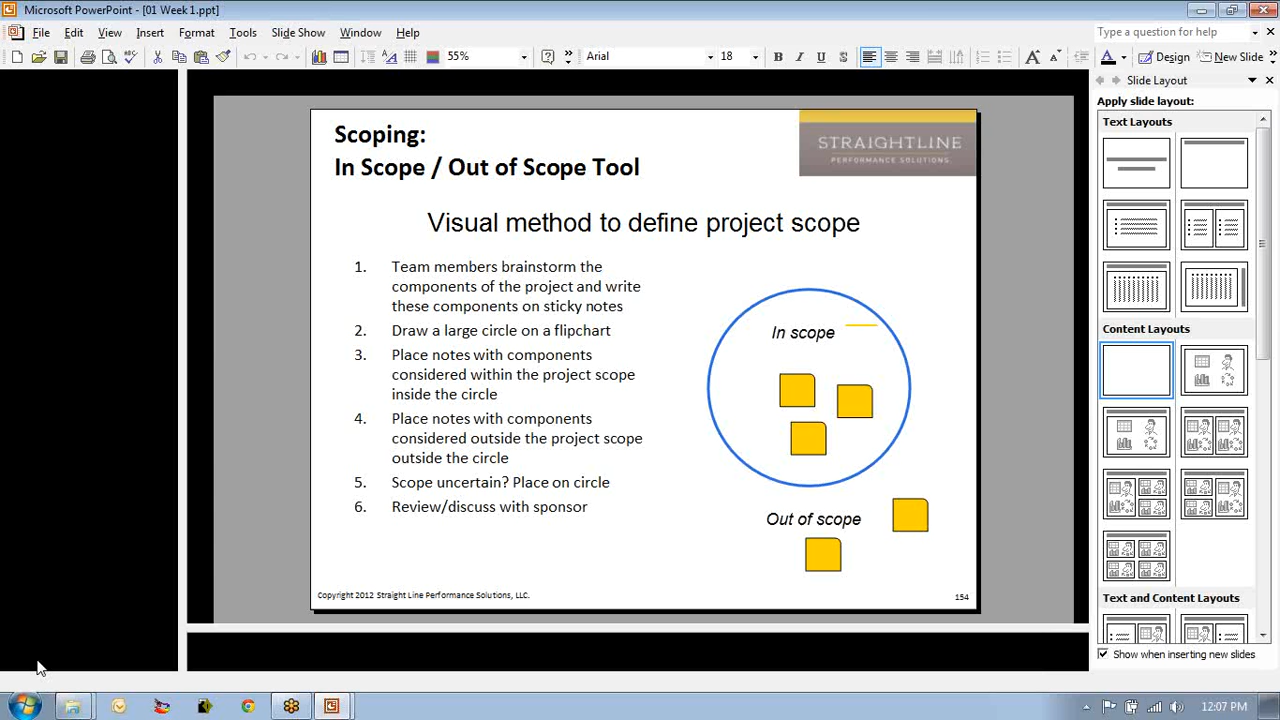 Microsoft PowerPoint - [01 Week 1.ppt]
File Edit View Insert Format Tools Slide Show Window Help
Type a question for help
55%
Arial
18
B I U S
A
Design
New Slide
Slide Layout
Apply slide layout:
Text Layouts
Content Layouts
Text and Content Layouts
Show when inserting new slides
Scoping:
In Scope / Out of Scope Tool
STRAIGHTLINE
PERFORMANCE SOLUTIONS
Visual method to define project scope
1. Team members brainstorm the
components of the project and write
these components on sticky notes
2. Draw a large circle on a flipchart
3. Place notes with components
considered within the project scope
inside the circle
4. Place notes with components
considered outside the project scope
outside the circle
5. Scope uncertain? Place on circle
6. Review/discuss with sponsor
In scope
Out of scope
Copyright 2012 Straight Line Performance Solutions, LLC.
154
12:07 PM